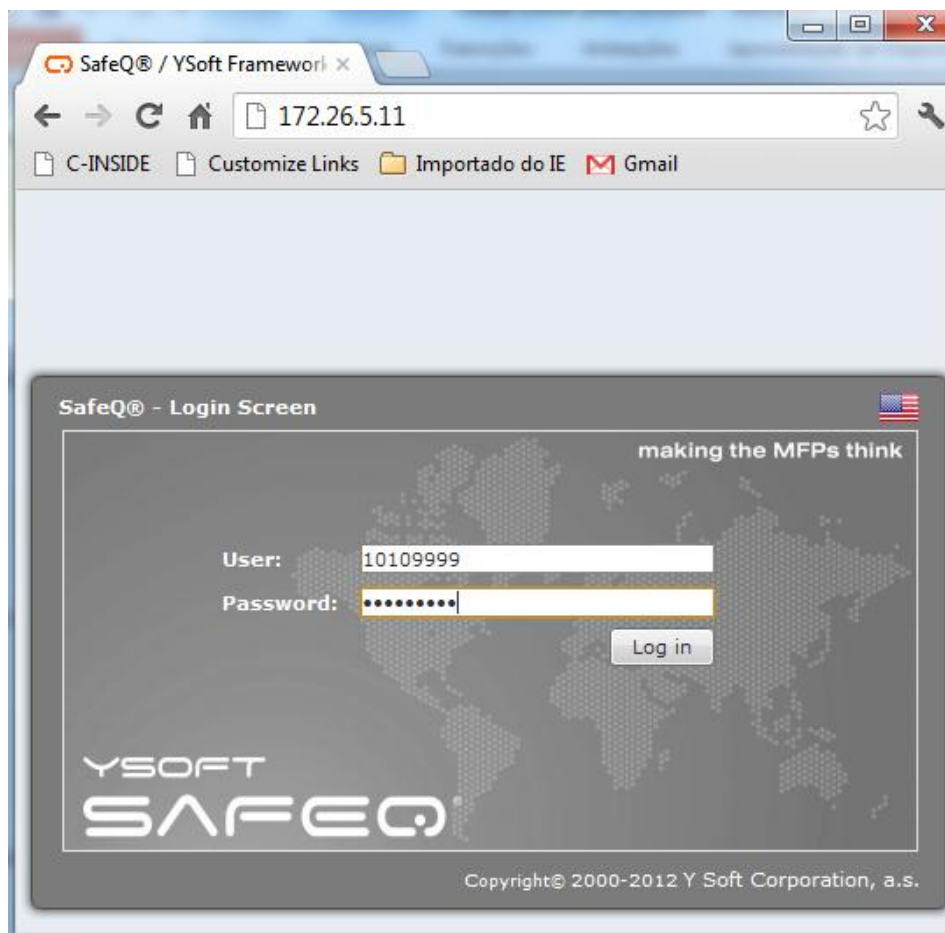 SafeQ® / YSoft Framework
172.26.5.11
C-INSIDE Customize Links Importado do IE Gmail
SafeQ® - Login Screen
making the MFPs think
User: 10109999
Password: •••••••••
Log in
YSOFT
SAFEQ
Copyright© 2000-2012 Y Soft Corporation, a.s.